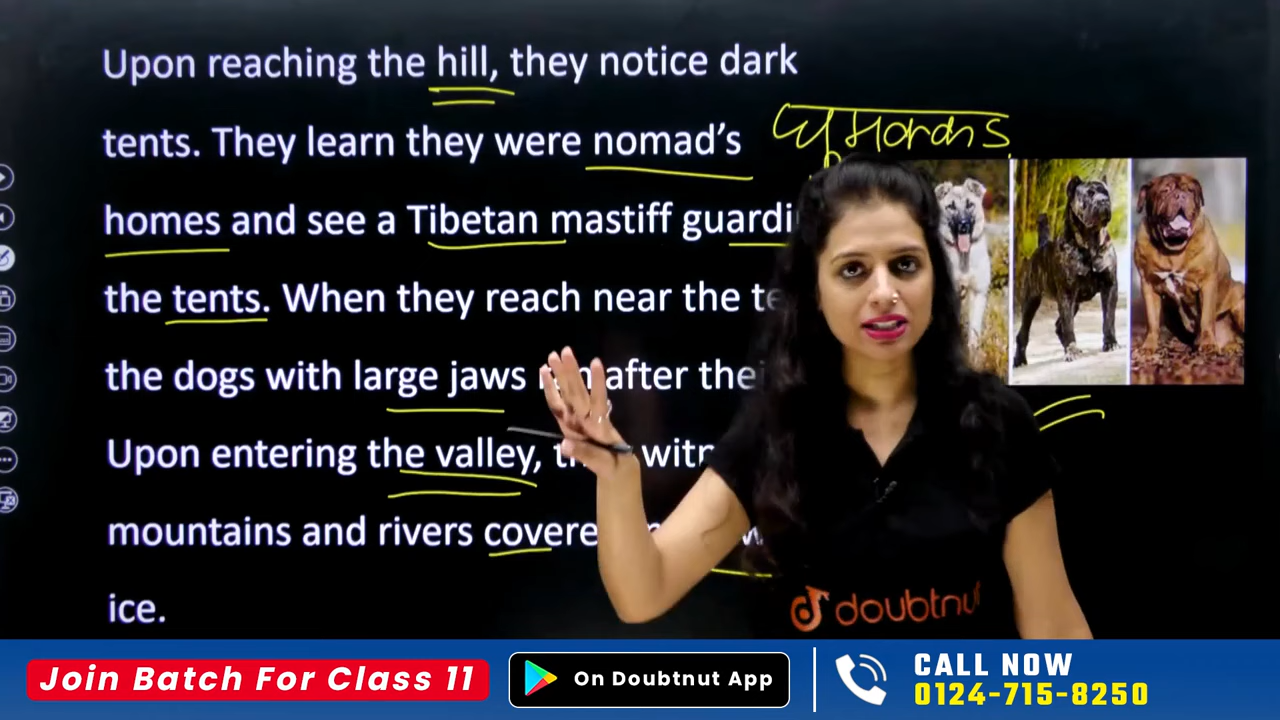 Upon reaching the hill, they notice dark
tents. They learn they were nomad's
homes and see a Tibetan mastiff guardi
the tents. When they reach near the te
the dogs with large jaws after thei
Upon entering the valley, witn
mountains and rivers covere
ice.
doubtnut
Join Batch For Class 11
On Doubtnut App
CALL NOW
0124-715-8250